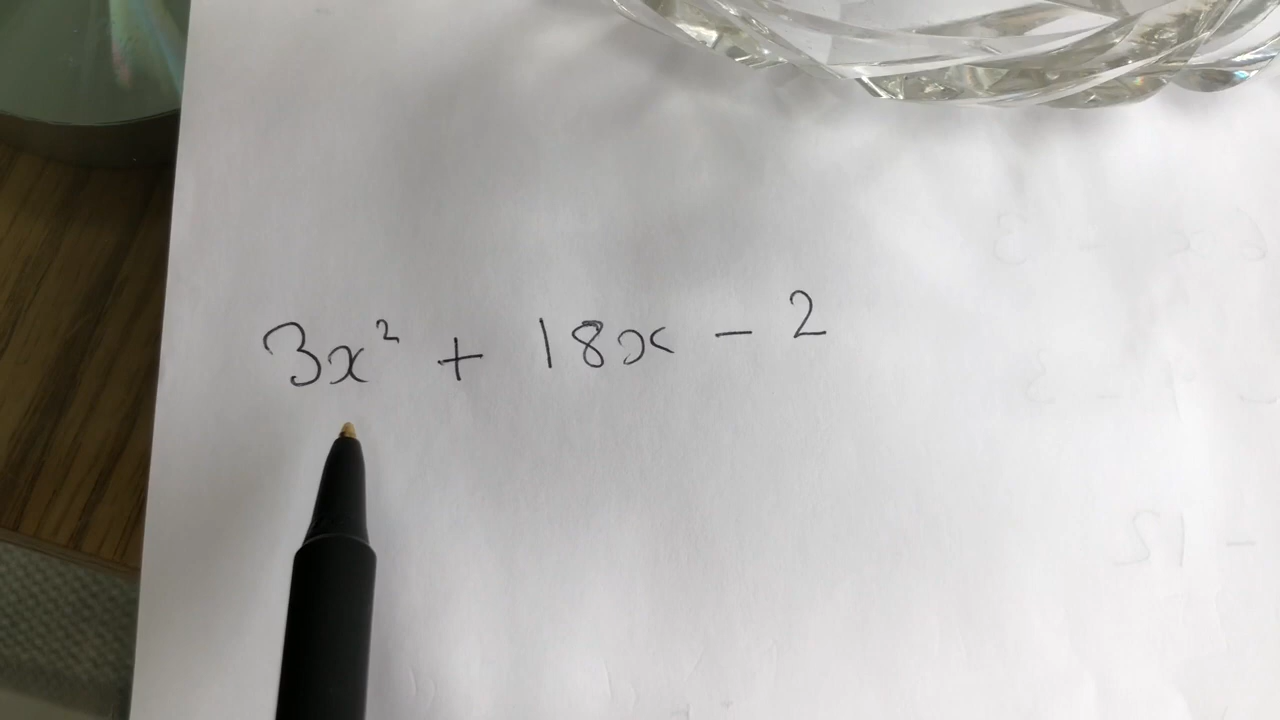 3x² + 18x - 2